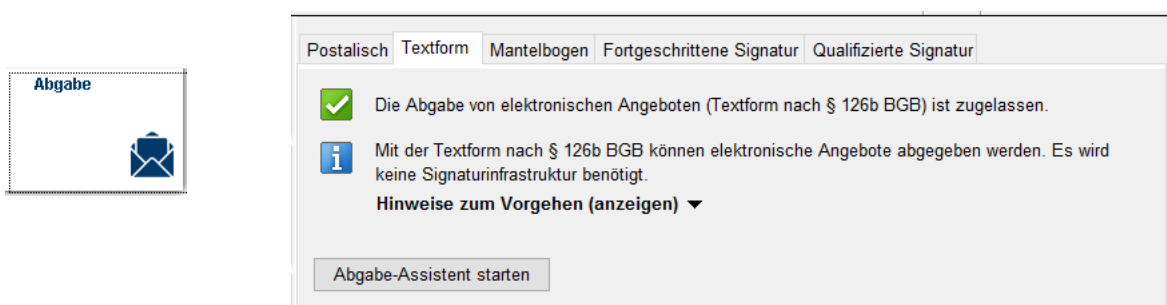 Abgabe
Postalisch Textform Mantelbogen Fortgeschrittene Signatur Qualifizierte Signatur
Die Abgabe von elektronischen Angeboten (Textform nach § 126b BGB) ist zugelassen.
Mit der Textform nach § 126b BGB können elektronische Angebote abgegeben werden. Es wird
keine Signaturinfrastruktur benötigt.
Hinweise zum Vorgehen (anzeigen)
Abgabe-Assistent starten